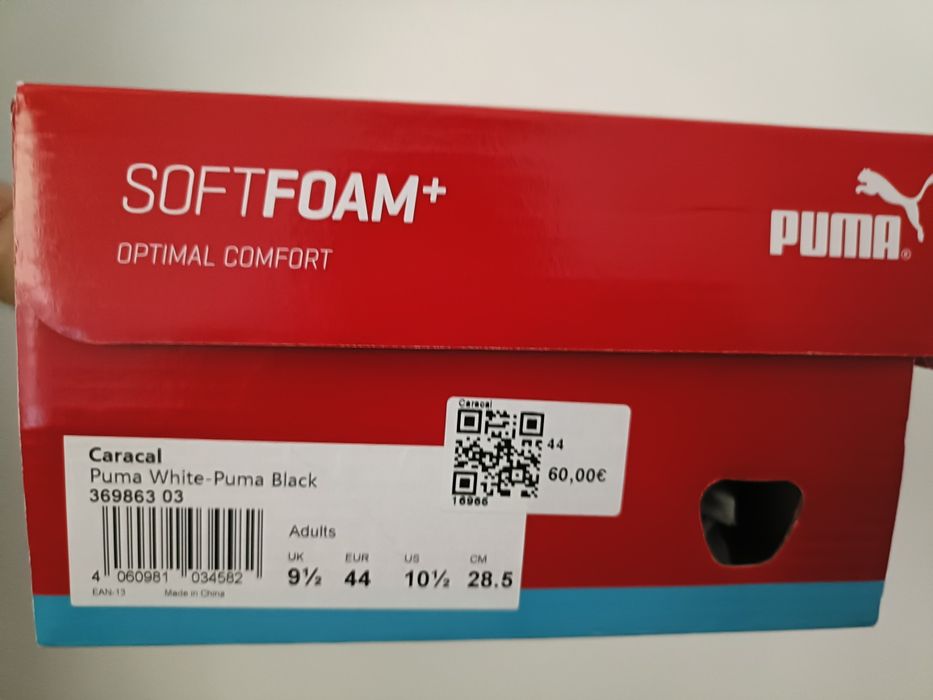 SOFTFOAM+
OPTIMAL COMFORT
PUMA®
Caracal
44
60,00€
16966
Caracal
Puma White-Puma Black
369863 03
4 060981 034582
EAN-13 Made in China
Adults
UK EUR US CM
9½ 44 10½ 28.5